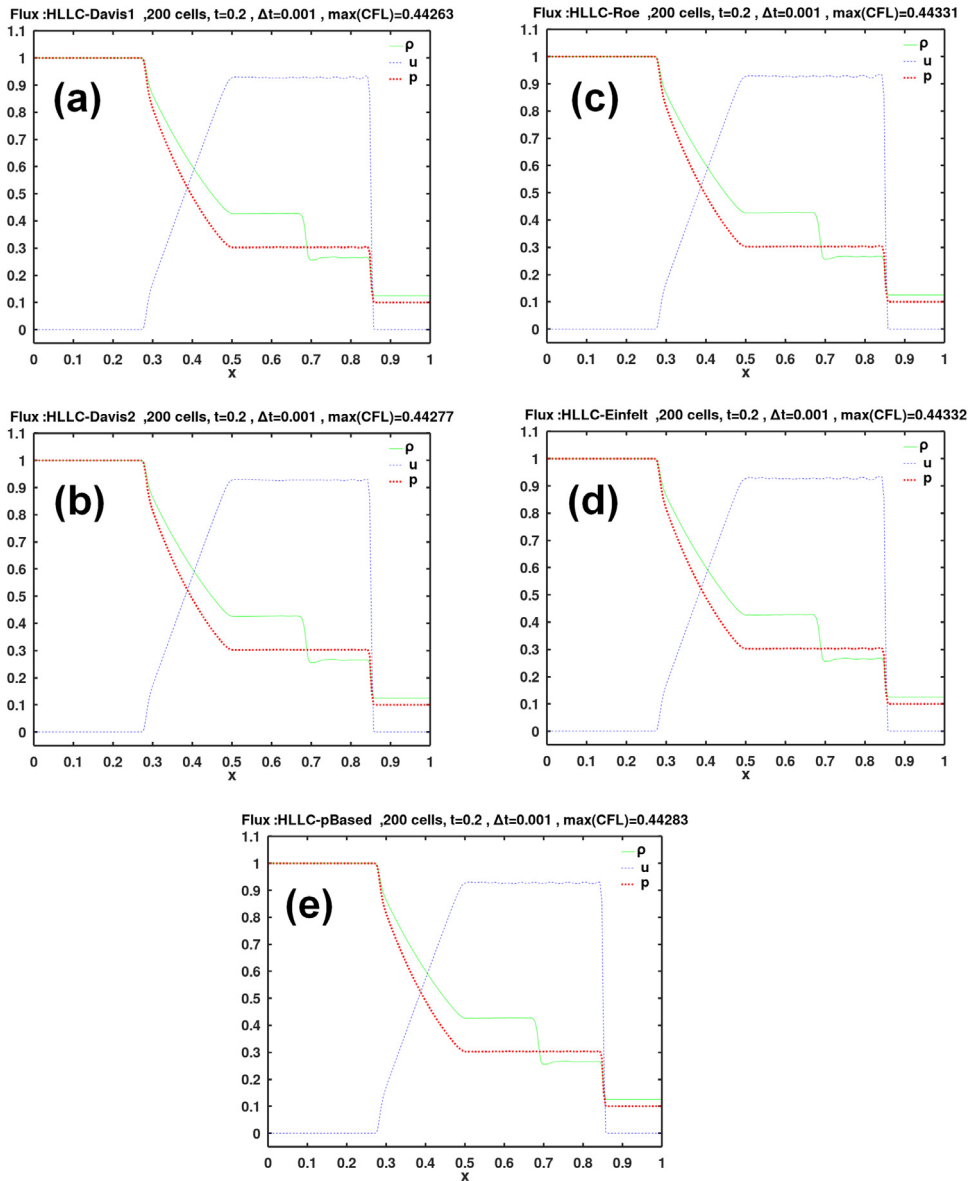 Flux :HLLC-Davis1 ,200 cells, t=0.2 , Δt=0.001 , max(CFL)=0.44263
1.1
1
0.9
0.8
0.7
0.6
0.5
0.4
0.3
0.2
0.1
0
(a)
ρ
u
p
0 0.1 0.2 0.3 0.4 0.5 0.6 0.7 0.8 0.9 1
x
Flux :HLLC-Roe ,200 cells, t=0.2 , Δt=0.001 , max(CFL)=0.44331
1.1
1
0.9
0.8
0.7
0.6
0.5
0.4
0.3
0.2
0.1
0
(c)
ρ
u
p
0 0.1 0.2 0.3 0.4 0.5 0.6 0.7 0.8 0.9 1
x
Flux :HLLC-Davis2 ,200 cells, t=0.2 , Δt=0.001 , max(CFL)=0.44277
1.1
1
0.9
0.8
0.7
0.6
0.5
0.4
0.3
0.2
0.1
0
(b)
ρ
u
p
0 0.1 0.2 0.3 0.4 0.5 0.6 0.7 0.8 0.9 1
x
Flux :HLLC-Einfelt ,200 cells, t=0.2 , Δt=0.001 , max(CFL)=0.44332
1.1
1
0.9
0.8
0.7
0.6
0.5
0.4
0.3
0.2
0.1
0
(d)
ρ
u
p
0 0.1 0.2 0.3 0.4 0.5 0.6 0.7 0.8 0.9 1
x
Flux :HLLC-pBased ,200 cells, t=0.2 , Δt=0.001 , max(CFL)=0.44283
1.1
1
0.9
0.8
0.7
0.6
0.5
0.4
0.3
0.2
0.1
0
(e)
ρ
u
p
0 0.1 0.2 0.3 0.4 0.5 0.6 0.7 0.8 0.9 1
x